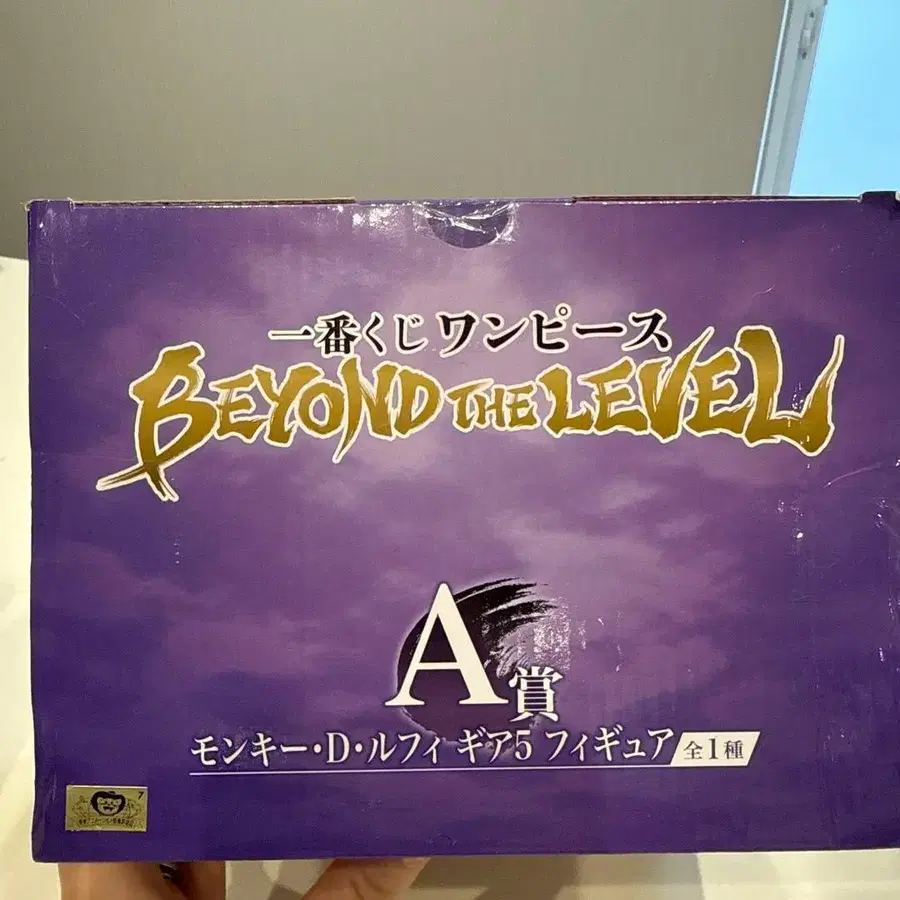 一番くじ ワンピース
BEYOND THE LEVEL
A賞
モンキー・D・ルフィ ギア5 フィギュア 全1種
7